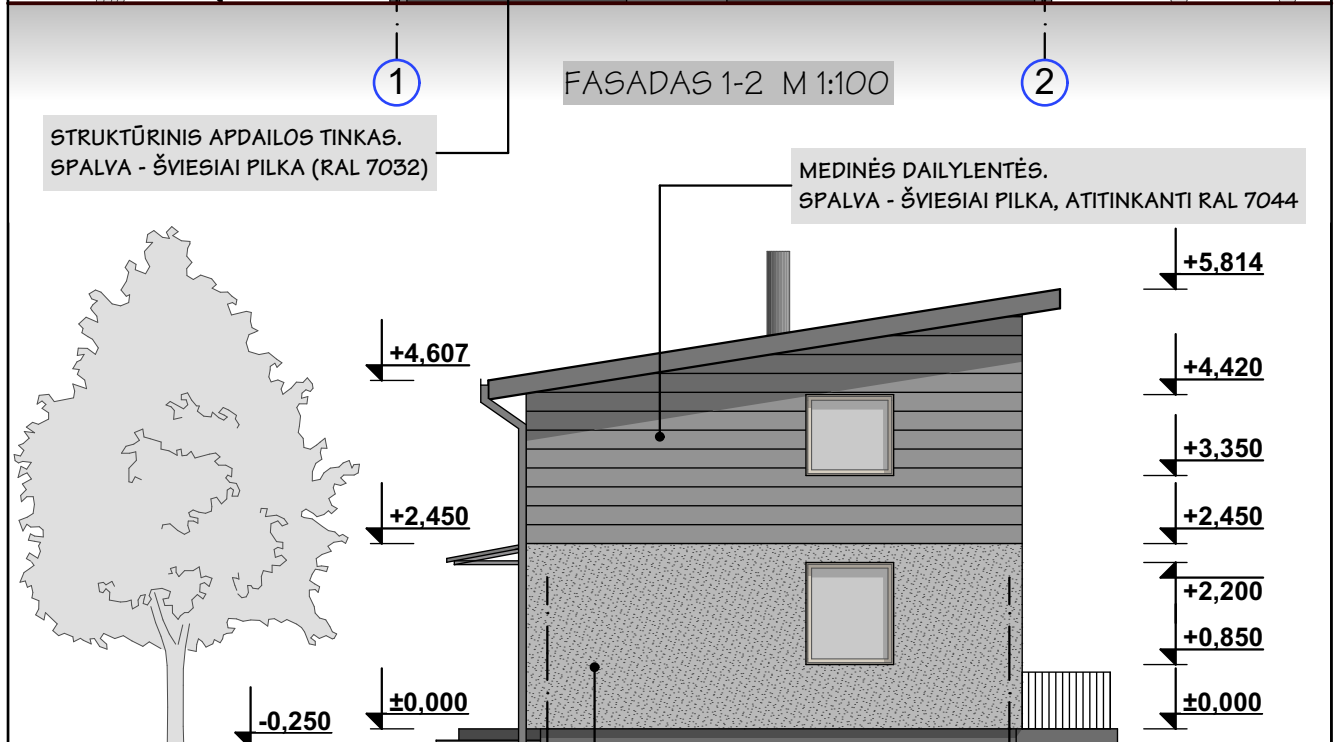 1
FASADAS 1-2 M 1:100
2
STRUKTŪRINIS APDAILOS TINKAS.
SPALVA - ŠVIESIAI PILKA (RAL 7032)
MEDINĖS DAILYLENTĖS.
SPALVA - ŠVIESIAI PILKA, ATITINKANTI RAL 7044
+5,814
+4,607
+4,420
+3,350
+2,450
+2,450
+2,200
+0,850
±0,000
±0,000
-0,250